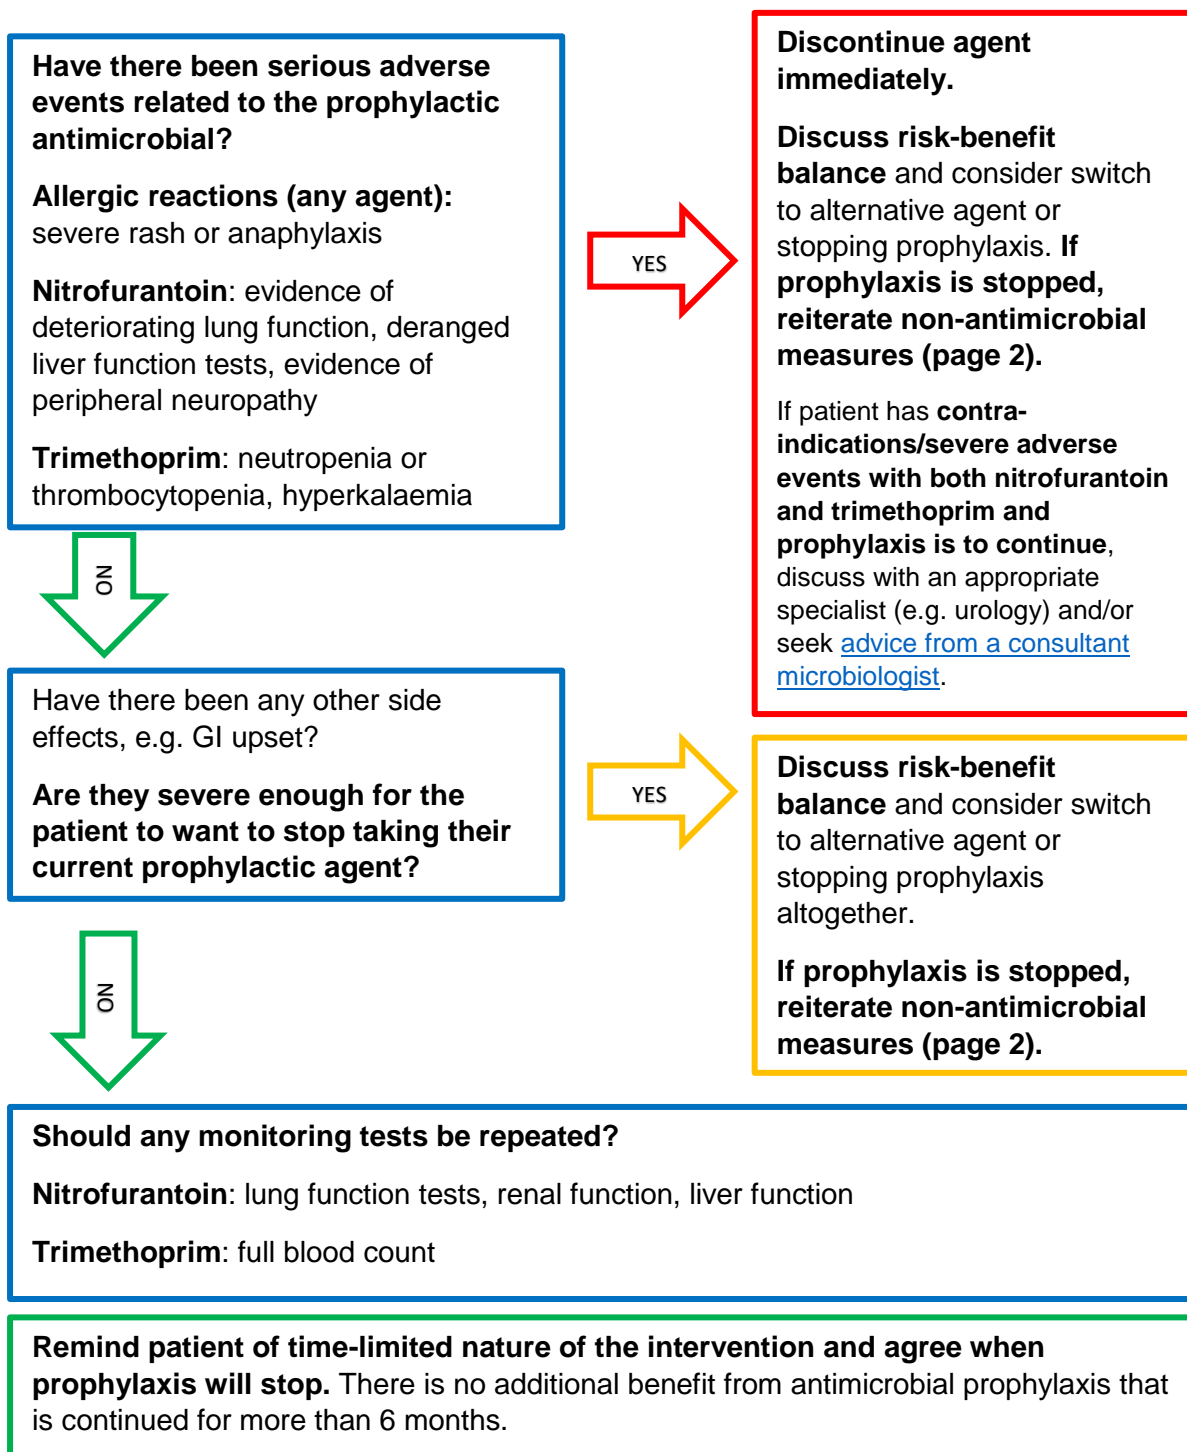 Have there been serious adverse
events related to the prophylactic
antimicrobial?
Allergic reactions (any agent):
severe rash or anaphylaxis
Nitrofurantoin: evidence of
deteriorating lung function, deranged
liver function tests, evidence of
peripheral neuropathy
Trimethoprim: neutropenia or
thrombocytopenia, hyperkalaemia
YES
Discontinue agent
immediately.
Discuss risk-benefit
balance and consider switch
to alternative agent or
stopping prophylaxis. If
prophylaxis is stopped,
reiterate non-antimicrobial
measures (page 2).
If patient has contra-
indications/severe adverse
events with both nitrofurantoin
and trimethoprim and
prophylaxis is to continue,
discuss with an appropriate
specialist (e.g. urology) and/or
seek advice from a consultant
microbiologist.
NO
Have there been any other side
effects, e.g. GI upset?
Are they severe enough for the
patient to want to stop taking their
current prophylactic agent?
YES
Discuss risk-benefit
balance and consider switch
to alternative agent or
stopping prophylaxis
altogether.
If prophylaxis is stopped,
reiterate non-antimicrobial
measures (page 2).
NO
Should any monitoring tests be repeated?
Nitrofurantoin: lung function tests, renal function, liver function
Trimethoprim: full blood count
Remind patient of time-limited nature of the intervention and agree when
prophylaxis will stop. There is no additional benefit from antimicrobial prophylaxis that
is continued for more than 6 months.